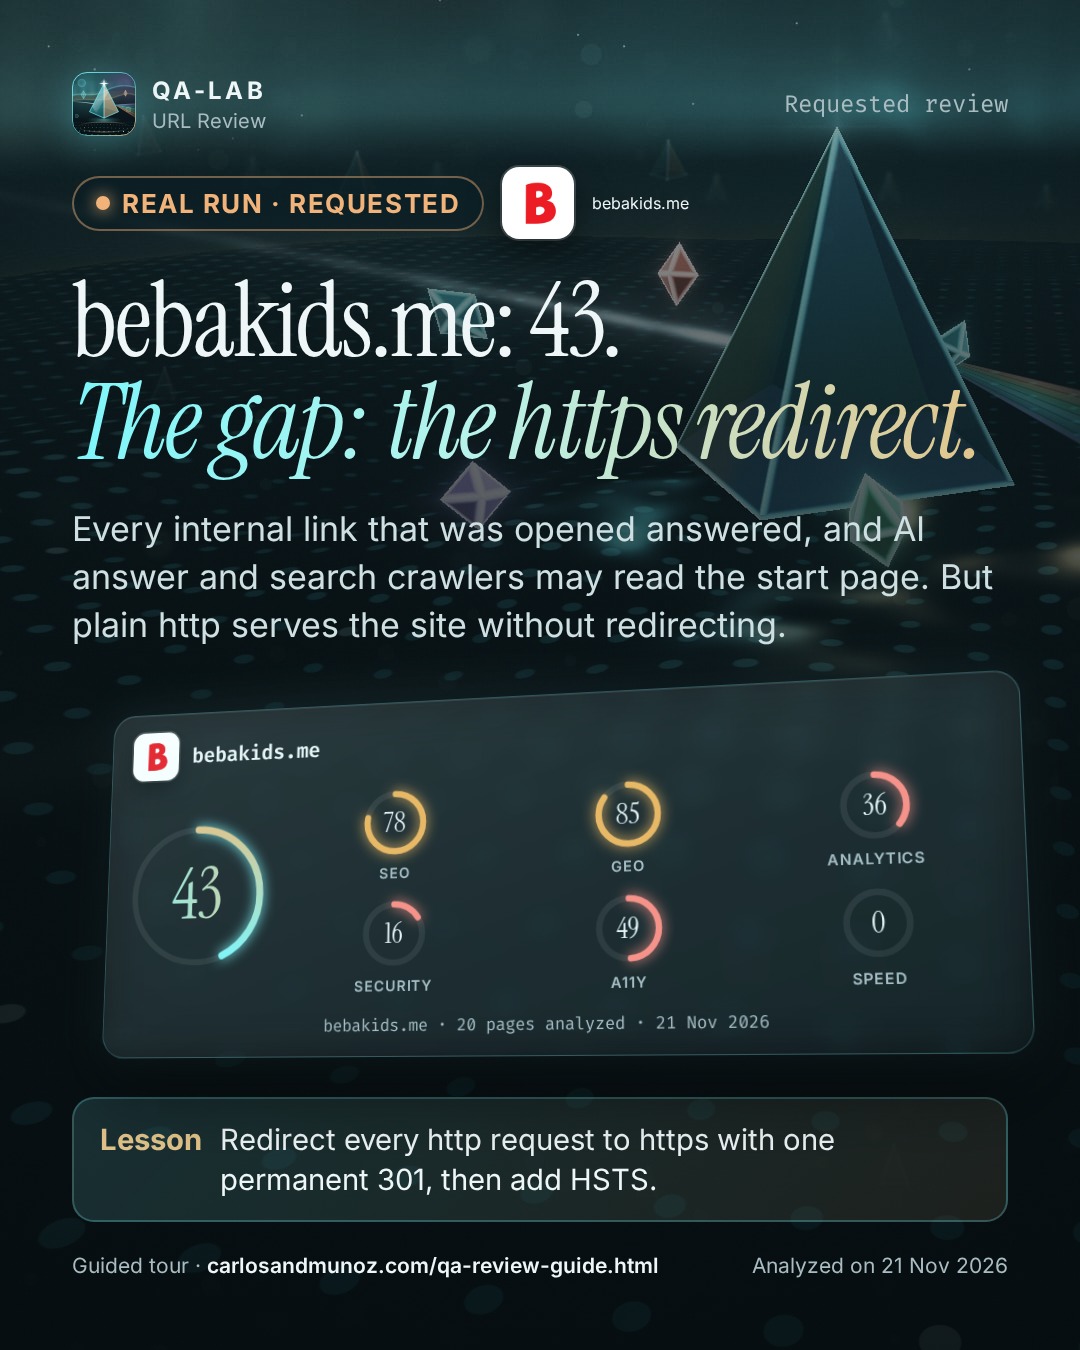 QA-LAB
URL Review
Requested review
REAL RUN · REQUESTED
B
bebakids.me
bebakids.me: 43.
The gap: the https redirect.
Every internal link that was opened answered, and AI
answer and search crawlers may read the start page. But
plain http serves the site without redirecting.
B
bebakids.me
43
78
SEO
85
GEO
36
ANALYTICS
16
SECURITY
49
A11Y
0
SPEED
bebakids.me · 20 pages analyzed · 21 Nov 2026
Lesson Redirect every http request to https with one
permanent 301, then add HSTS.
Guided tour · carlosandmunoz.com/qa-review-guide.html
Analyzed on 21 Nov 2026